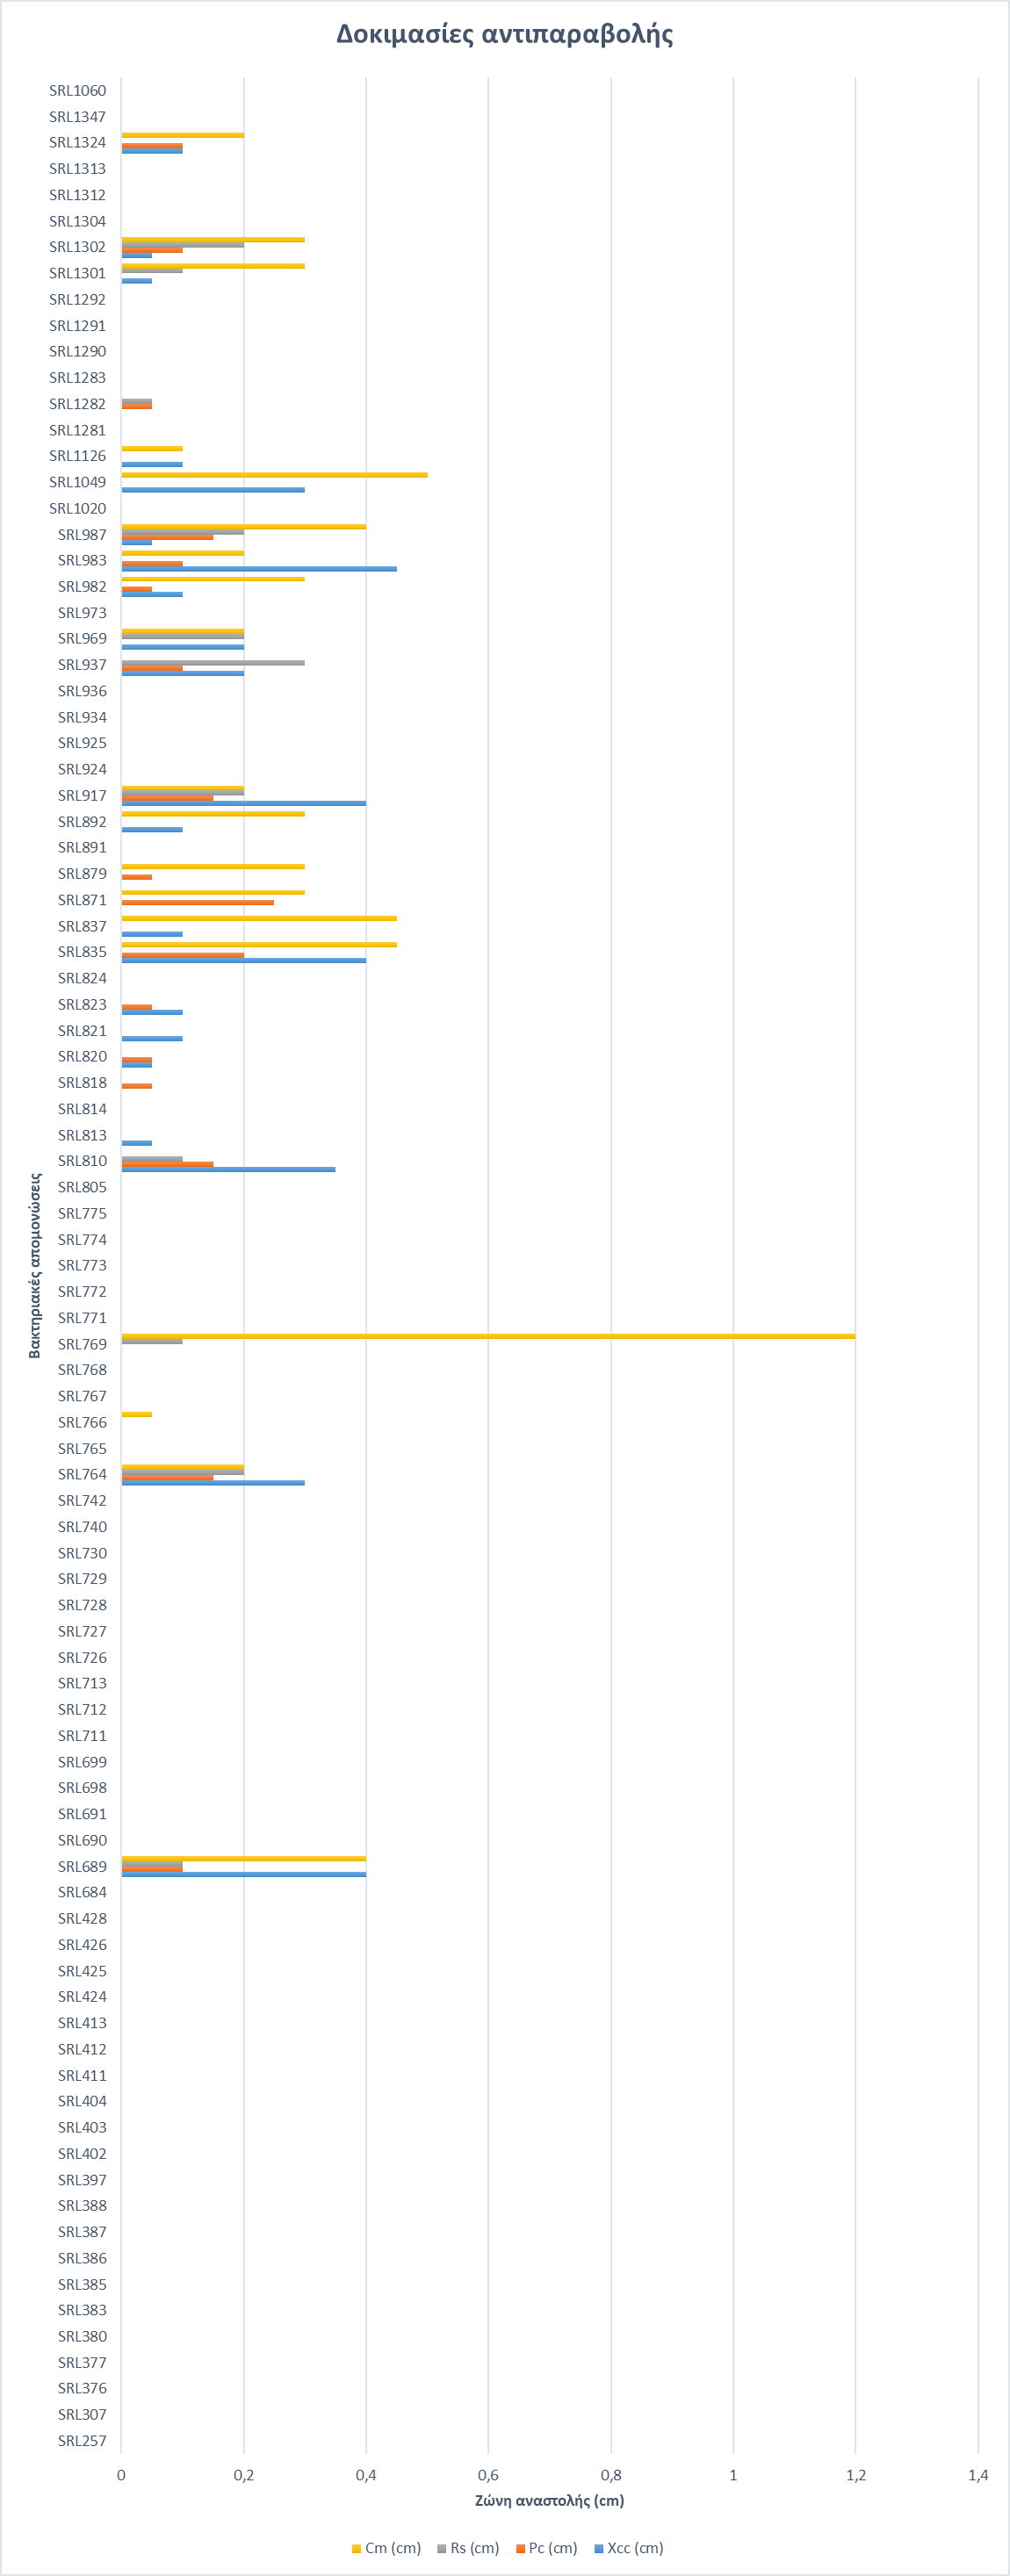 Δοκιμασίες αντιπαραβολής
SRL1060
SRL1347
SRL1324
SRL1313
SRL1312
SRL1304
SRL1302
SRL1301
SRL1292
SRL1291
SRL1290
SRL1283
SRL1282
SRL1281
SRL1126
SRL1049
SRL1020
SRL987
SRL983
SRL982
SRL973
SRL969
SRL937
SRL936
SRL934
SRL925
SRL924
SRL917
SRL892
SRL891
SRL879
SRL871
SRL837
SRL835
SRL824
SRL823
SRL821
SRL820
SRL818
SRL814
SRL813
SRL810
SRL805
SRL775
SRL774
SRL773
SRL772
SRL771
SRL769
SRL768
SRL767
SRL766
SRL765
SRL764
SRL742
SRL740
SRL730
SRL729
SRL728
SRL727
SRL726
SRL713
SRL712
SRL711
SRL699
SRL698
SRL691
SRL690
SRL689
SRL684
SRL428
SRL426
SRL425
SRL424
SRL413
SRL412
SRL411
SRL404
SRL403
SRL402
SRL397
SRL388
SRL387
SRL386
SRL385
SRL383
SRL380
SRL377
SRL376
SRL307
SRL257
Βακτηριακές απομονώσεις
0 0,2 0,4 0,6 0,8 1 1,2 1,4
Ζώνη αναστολής (cm)
Cm (cm) Rs (cm) Pc (cm) Xcc (cm)